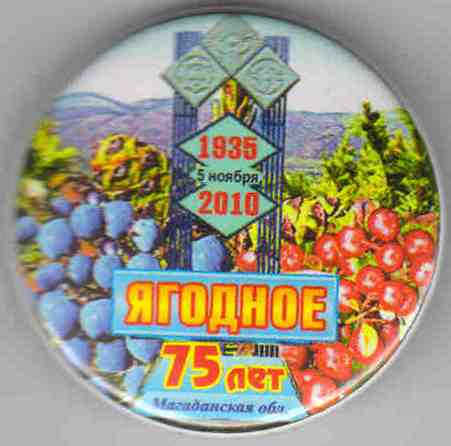 1935
5 ноября
2010
ЯГОДНОЕ
75 лет
Магаданская обл.